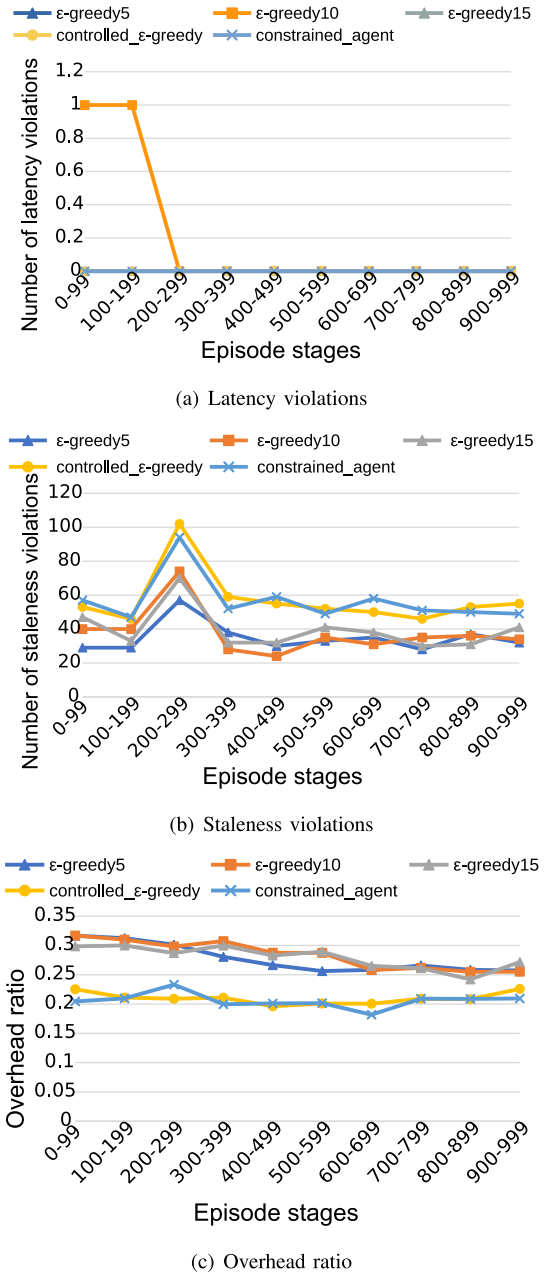 ε-greedy5 ε-greedy10 ε-greedy15
controlled_ε-greedy constrained_agent
Number of latency violations
1.2
1
0.8
0.6
0.4
0.2
0
0-99 100-199 200-299 300-399 400-499 500-599 600-699 700-799 800-899 900-999
Episode stages
(a) Latency violations
ε-greedy5 ε-greedy10 ε-greedy15
controlled_ε-greedy constrained_agent
Number of staleness violations
120
100
80
60
40
20
0
0-99 100-199 200-299 300-399 400-499 500-599 600-699 700-799 800-899 900-999
Episode stages
(b) Staleness violations
ε-greedy5 ε-greedy10 ε-greedy15
controlled_ε-greedy constrained_agent
Overhead ratio
0.35
0.3
0.25
0.2
0.15
0.1
0.05
0
0-99 100-199 200-299 300-399 400-499 500-599 600-699 700-799 800-899 900-999
Episode stages
(c) Overhead ratio